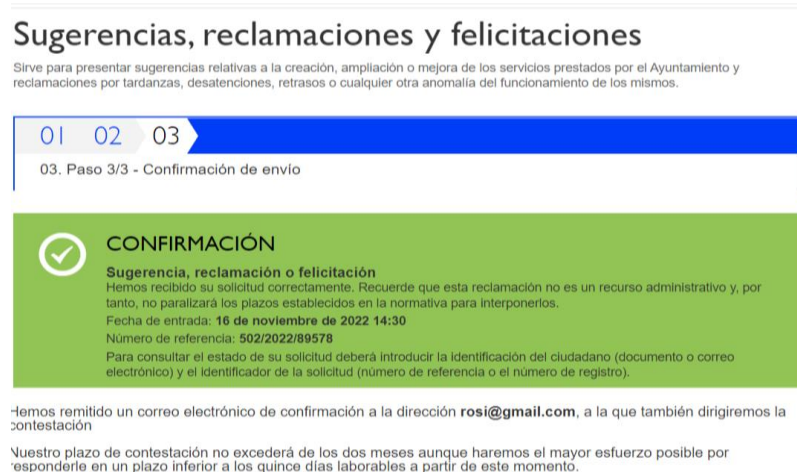 Sugerencias, reclamaciones y felicitaciones
Sirve para presentar sugerencias relativas a la creación, ampliación o mejora de los servicios prestados por el Ayuntamiento y
reclamaciones por tardanzas, desatenciones, retrasos o cualquier otra anomalía del funcionamiento de los mismos.
01 02 03
03. Paso 3/3 - Confirmación de envío
CONFIRMACIÓN
Sugerencia, reclamación o felicitación
Hemos recibido su solicitud correctamente. Recuerde que esta reclamación no es un recurso administrativo y, por
tanto, no paralizará los plazos establecidos en la normativa para interponerlos.
Fecha de entrada: 16 de noviembre de 2022 14:30
Número de referencia: 502/2022/89578
Para consultar el estado de su solicitud deberá introducir la identificación del ciudadano (documento o correo
electrónico) y el identificador de la solicitud (número de referencia o el número de registro).
Hemos remitido un correo electrónico de confirmación a la dirección rosi@gmail.com, a la que también dirigiremos la
contestación
Nuestro plazo de contestación no excederá de los dos meses aunque haremos el mayor esfuerzo posible por
responderle en un plazo inferior a los quince días laborables a partir de este momento.